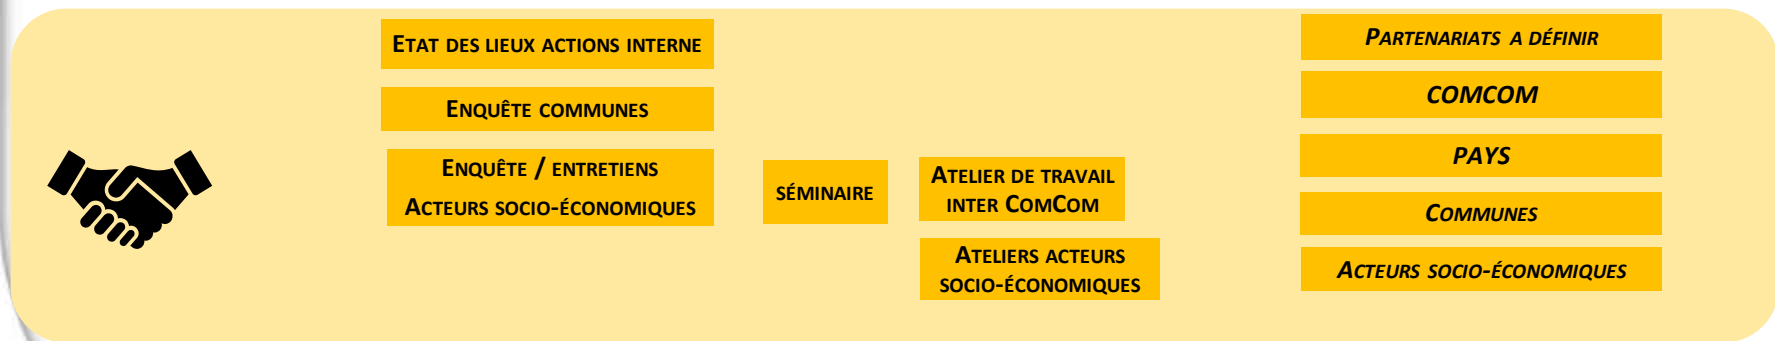 Etat des lieux actions interne
Enquête communes
Enquête / entretiens
Acteurs socio-économiques
séminaire
Atelier de travail
inter ComCom
Ateliers acteurs
socio-économiques
Partenariats a définir
COMCOM
PAYS
Communes
Acteurs socio-économiques